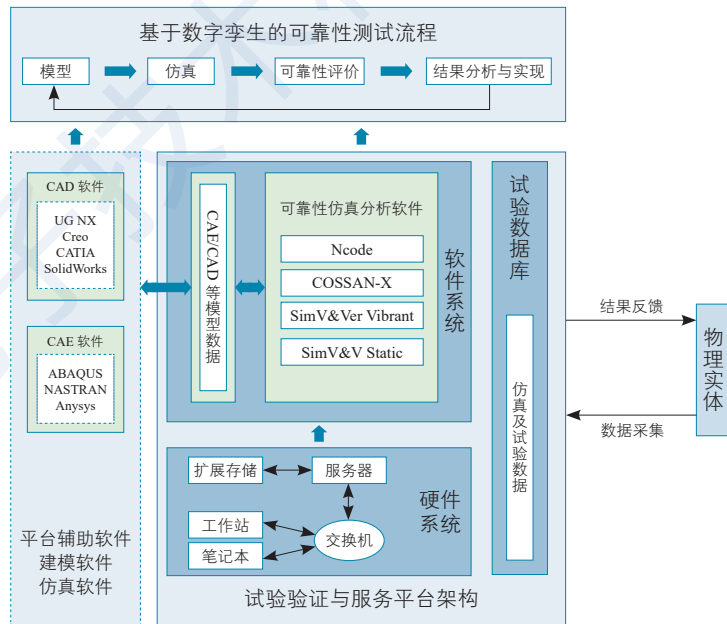 基于数字孪生的可靠性测试流程
模型
仿真
可靠性评价
结果分析与实现
CAD 软件
UG NX
Creo
CATIA
SolidWorks
CAE 软件
ABAQUS
NASTRAN
Anysys
平台辅助软件
建模软件
仿真软件
CAE/CAD等模型数据
可靠性仿真分析软件
Ncode
COSSAN-X
SimV&Ver Vibrant
SimV&V Static
软件
系统
扩展存储
服务器
工作站
笔记本
交换机
硬件
系统
试验数据库
仿真及试验数据
试验验证与服务平台架构
结果反馈
数据采集
物理实体